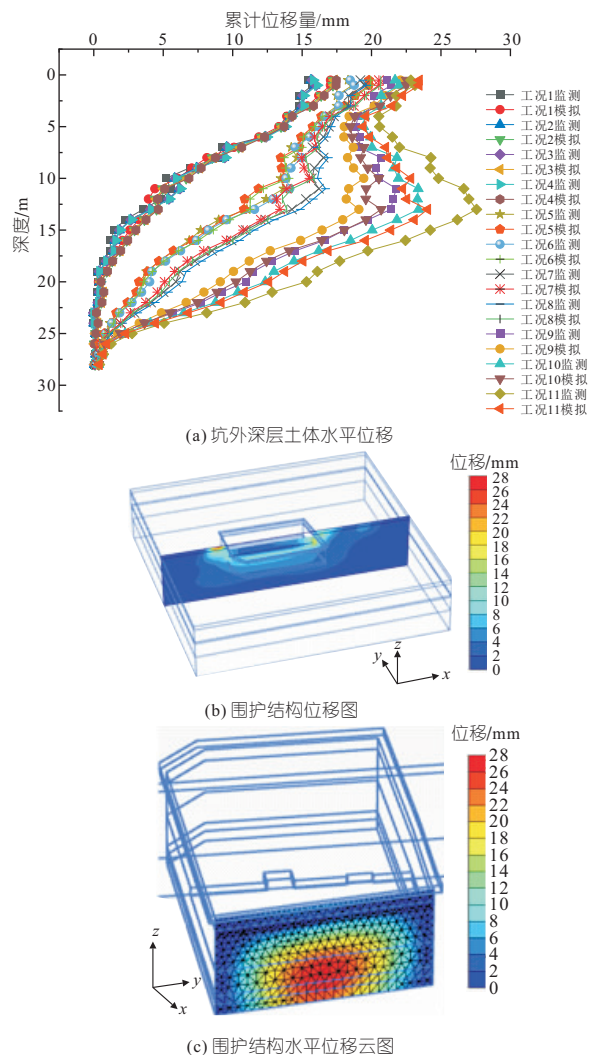 累计位移量/mm
0 5 10 15 20 25 30
0
5
10
15
20
25
30
深度/m
工况1监测
工况1模拟
工况2监测
工况2模拟
工况3监测
工况3模拟
工况4监测
工况4模拟
工况5监测
工况5模拟
工况6监测
工况6模拟
工况7监测
工况7模拟
工况8监测
工况8模拟
工况9监测
工况9模拟
工况10监测
工况10模拟
工况11监测
工况11模拟
(a) 坑外深层土体水平位移
位移/mm
28
26
24
22
20
18
16
14
12
10
8
6
4
2
0
z
y
x
(b) 围护结构位移图
位移/mm
28
26
24
22
20
18
16
14
12
10
8
6
4
2
0
z
y
x
(c) 围护结构水平位移云图